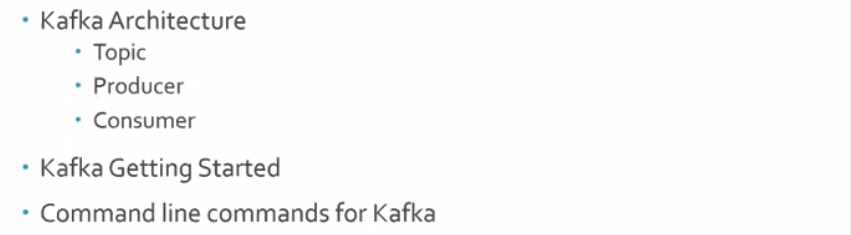 • Kafka Architecture
• Topic
• Producer
• Consumer
• Kafka Getting Started
• Command line commands for Kafka